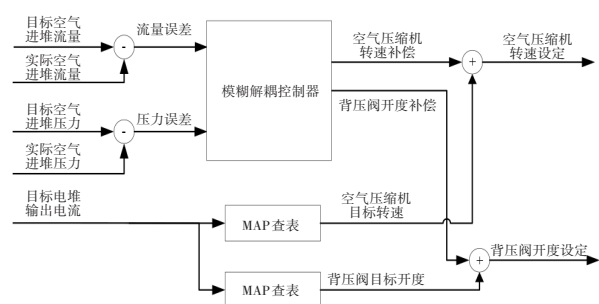 目标空气
进堆流量
流量误差
实际空气
进堆流量
目标空气
进堆压力
压力误差
实际空气
进堆压力
模糊解耦控制器
空气压缩机
转速补偿
背压阀开度补偿
空气压缩机
转速设定
目标电堆
输出电流
MAP查表
空气压缩机
目标转速
MAP查表
背压阀目标开度
背压阀开度设定
-
-
+
+